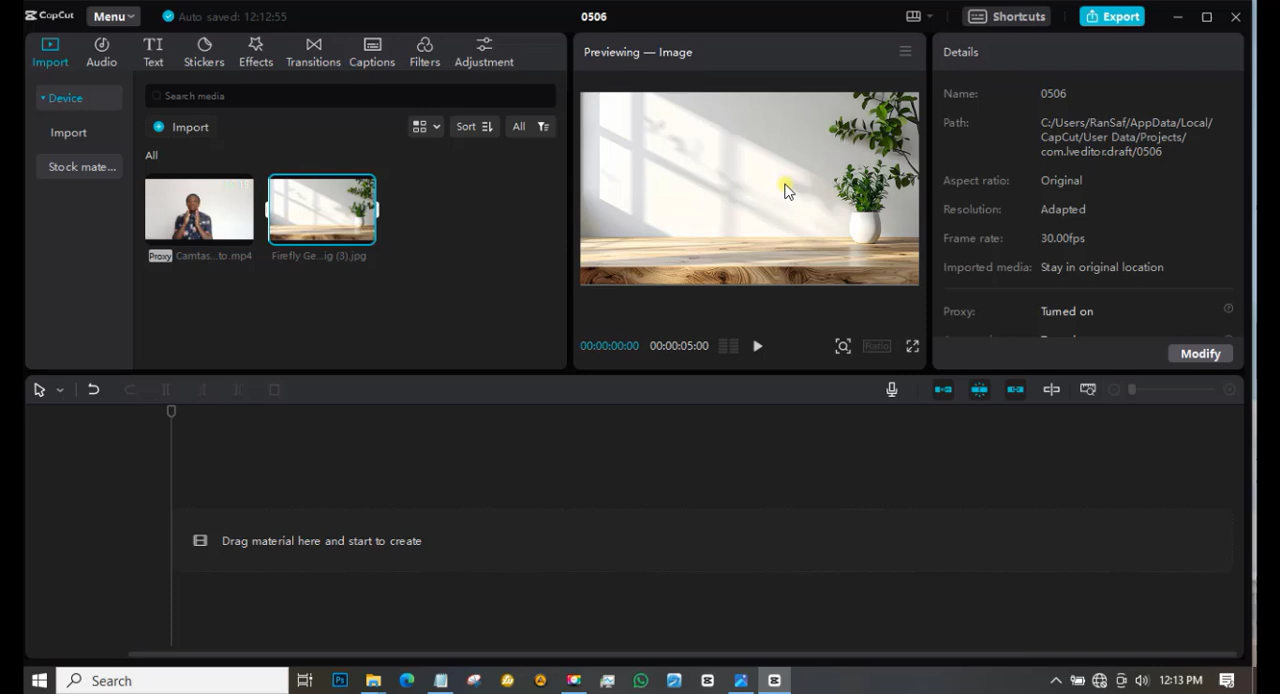 CapCut Menu Auto saved: 12:12:55 0506 Shortcuts Export
Import Audio Text Stickers Effects Transitions Captions Filters Adjustment
Device
Import
Stock mate...
Search media
Import Sort All
All
Proxy Camtas...to.mp4 Firefly Ge...ig (3).jpg
Previewing — Image
00:00:00:00 00:00:05:00 Ratio
Details
Name: 0506
Path: C:/Users/RanSaf/AppData/Local/
CapCut/User Data/Projects/
com.lveditor.draft/0506
Aspect ratio: Original
Resolution: Adapted
Frame rate: 30.00fps
Imported media: Stay in original location
Proxy: Turned on
Modify
Drag material here and start to create
Search Ps 12:13 PM